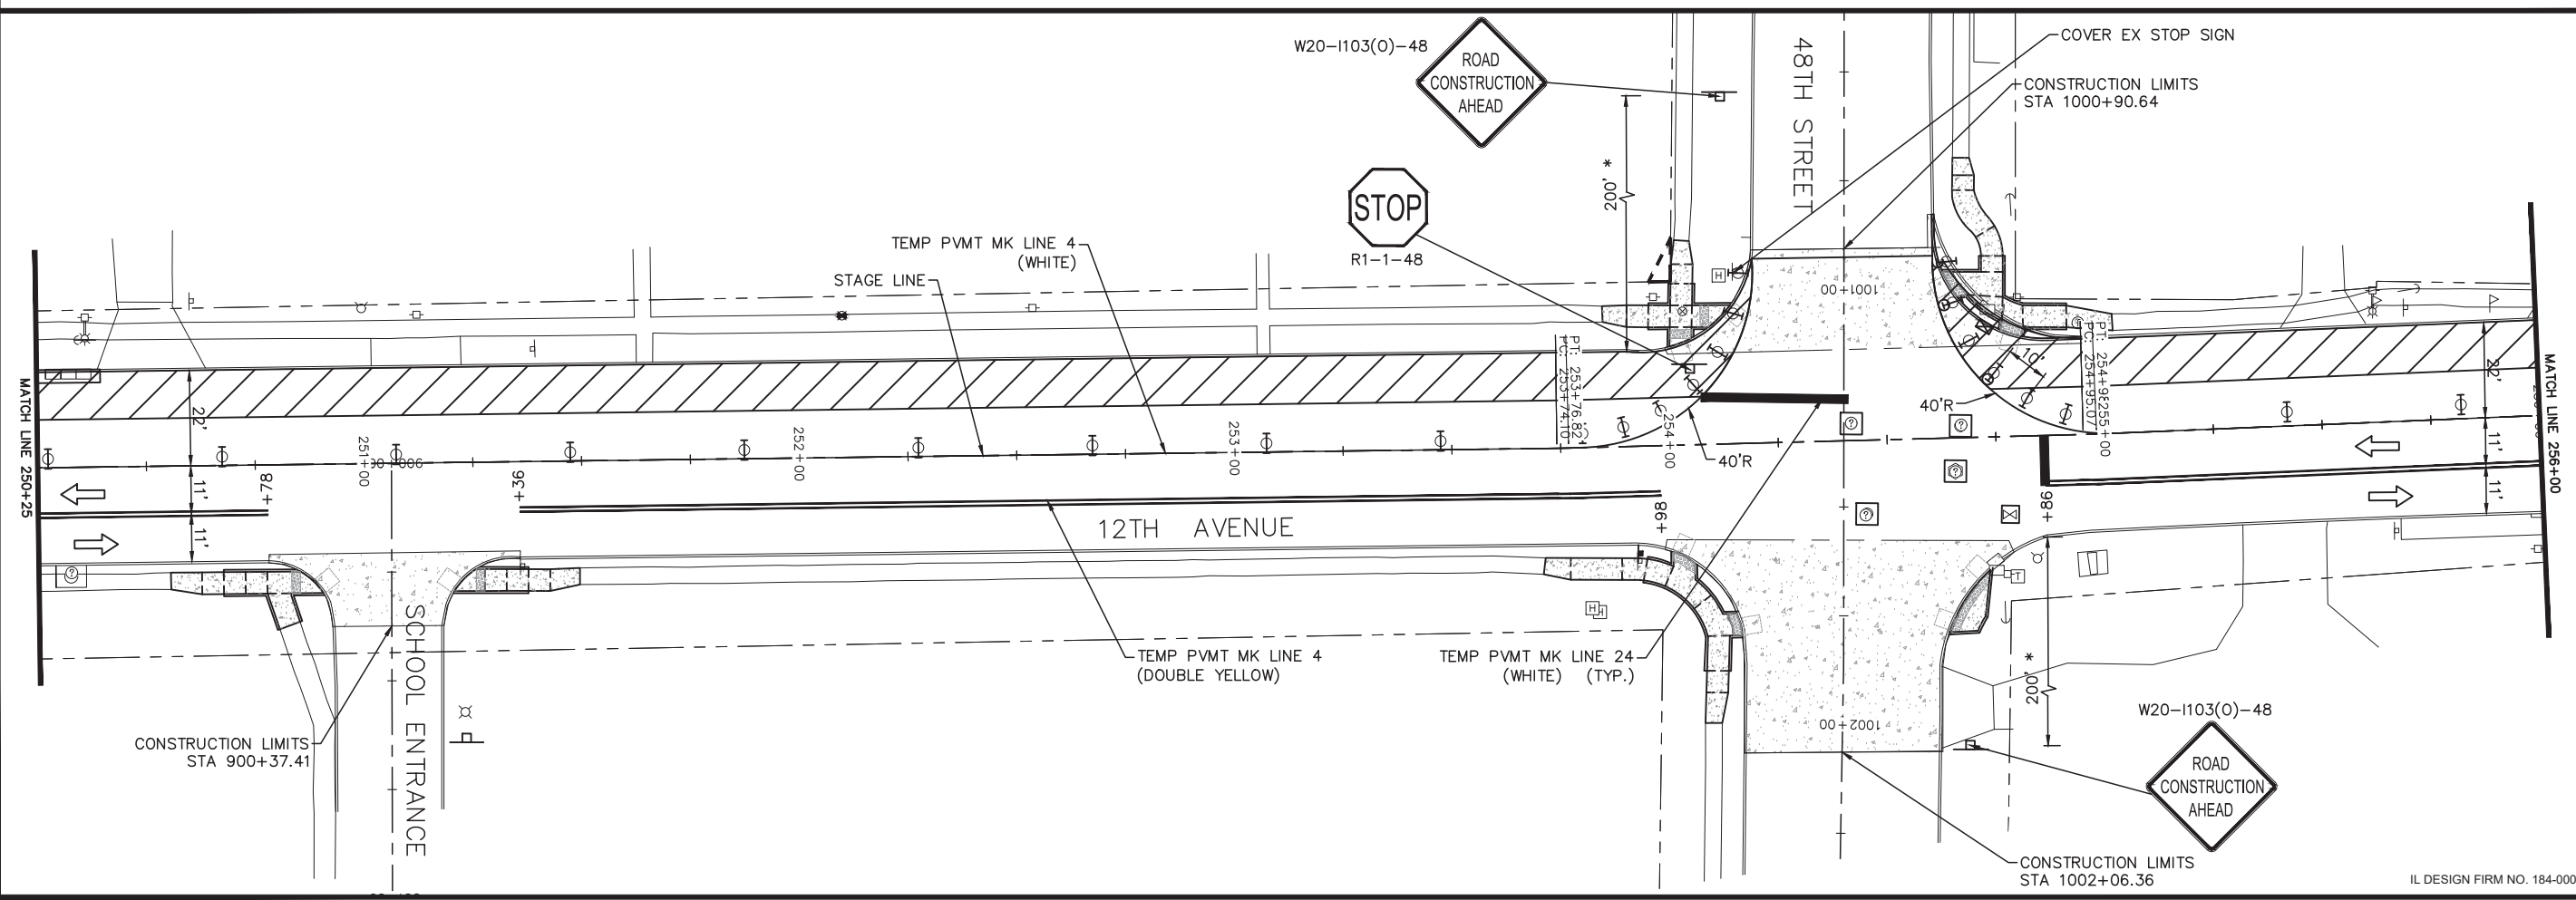 W20-I103(O)-48
ROAD
CONSTRUCTION
AHEAD
48TH STREET
COVER EX STOP SIGN
CONSTRUCTION LIMITS
STA 1000+90.64
200' *
STOP
R1-1-48
TEMP PVMT MK LINE 4
(WHITE)
STAGE LINE
H
1001+00
MATCH LINE 250+25
22'
11'
11'
+78
251+00
+36
252+00
253+00
PT: 253+76.82
PC: 253+74.10
254+00
40'R
+98
40'R
10'
PC: 254+95.07
255+00
+98
22'
11'
11'
MATCH LINE 256+00
12TH AVENUE
SCHOOL ENTRANCE
CONSTRUCTION LIMITS
STA 900+37.41
TEMP PVMT MK LINE 4
(DOUBLE YELLOW)
TEMP PVMT MK LINE 24
(WHITE) (TYP.)
H
T
1002+00
200' *
W20-I103(O)-48
ROAD
CONSTRUCTION
AHEAD
CONSTRUCTION LIMITS
STA 1002+06.36
IL DESIGN FIRM NO. 184-000